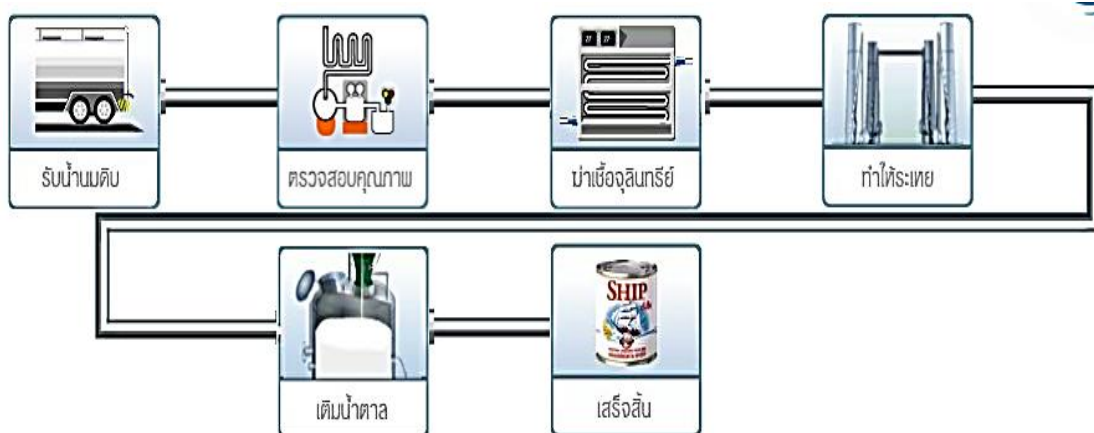 รับน้ำนมดิบ
ตรวจสอบคุณภาพ
ฆ่าเชื้อจุลินทรีย์
ทำให้ระเหย
เติมน้ำตาล
SHIP
เสร็จสิ้น